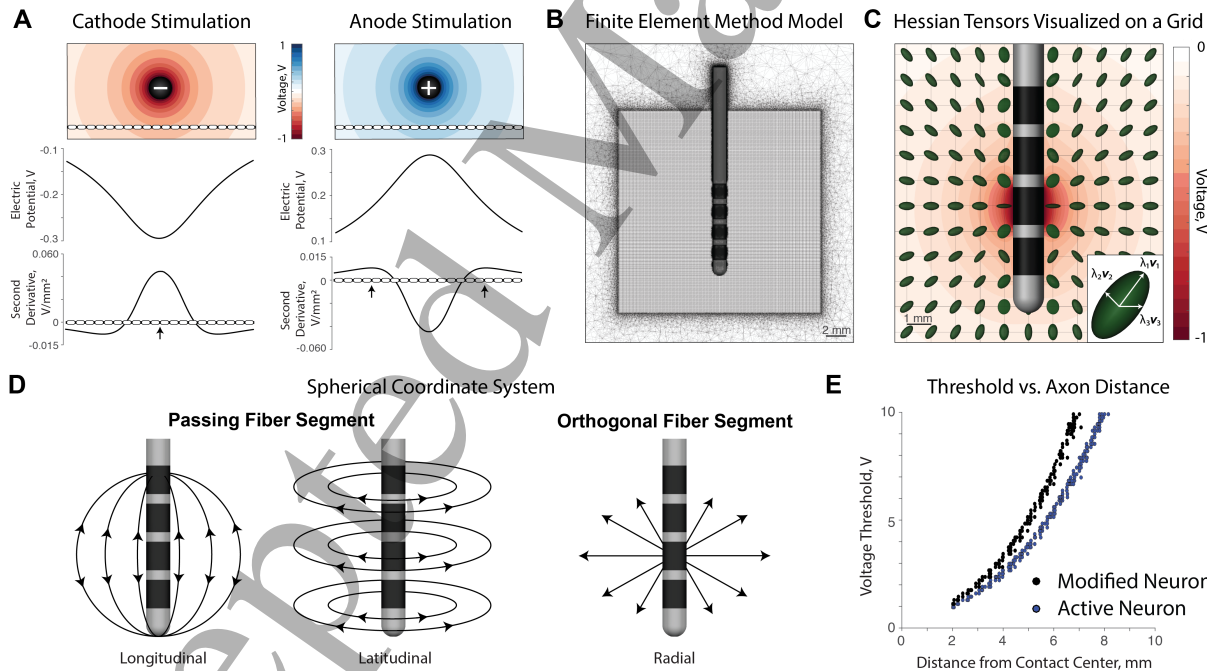 A
Cathode Stimulation
Anode Stimulation
−
+
1
Voltage, V
-1
-0.1
Electric
Potential, V
-0.2
-0.3
0.060
Second
Derivative,
V/mm²
0
-0.015
0.3
Electric
Potential, V
0.2
0.1
0.015
Second
Derivative,
V/mm²
0
-0.060
B
Finite Element Method Model
2 mm
C
Hessian Tensors Visualized on a Grid
1 mm
λ₁v₁
λ₂v₂
λ₃v₃
0
Voltage, V
-1
D
Spherical Coordinate System
Passing Fiber Segment
Orthogonal Fiber Segment
Longitudinal
Latitudinal
Radial
E
Threshold vs. Axon Distance
Voltage Threshold, V
10
5
0
0
2
4
6
8
10
Modified Neuron
Active Neuron
Distance from Contact Center, mm
epted Ma